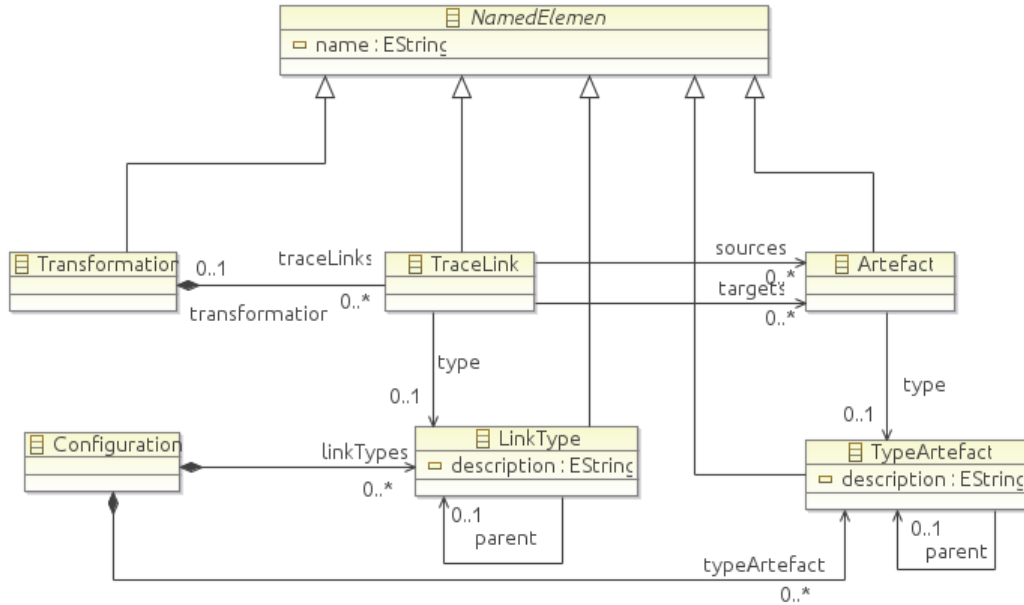 NamedElemen
name : EString
Transformation
0..1
traceLinks
0..*
transformation
TraceLink
sources
0..*
targets
0..*
Artefact
type
0..1
type
0..1
Configuration
linkTypes
0..*
LinkType
description : EString
0..1
parent
TypeArtefact
description : EString
0..1
parent
typeArtefact
0..*